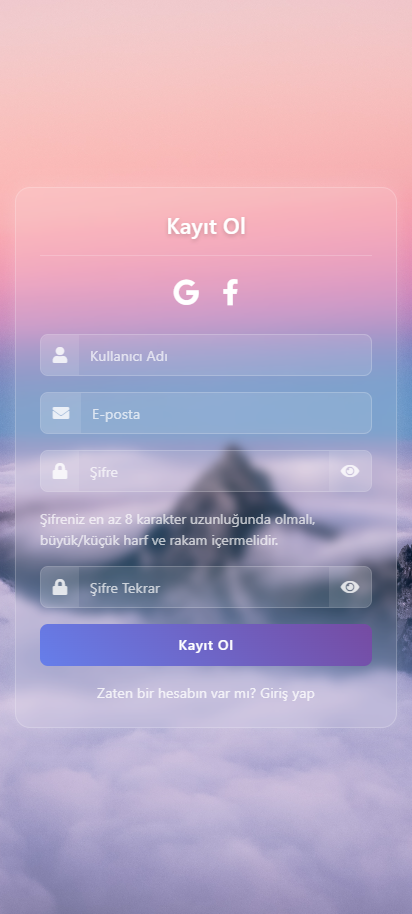 Kayıt Ol
Kullanıcı Adı
E-posta
Şifre
Şifreniz en az 8 karakter uzunluğunda olmalı,
büyük/küçük harf ve rakam içermelidir.
Şifre Tekrar
Kayıt Ol
Zaten bir hesabın var mı? Giriş yap